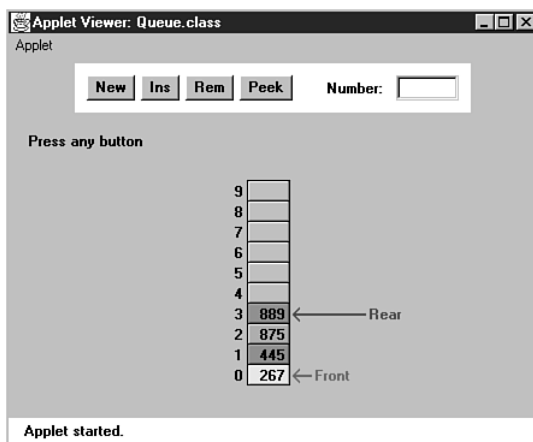 Applet Viewer: Queue.class
Applet
New Ins Rem Peek Number:
Press any button
9
8
7
6
5
4
3 889 Rear
2 875
1 445
0 267 Front
Applet started.